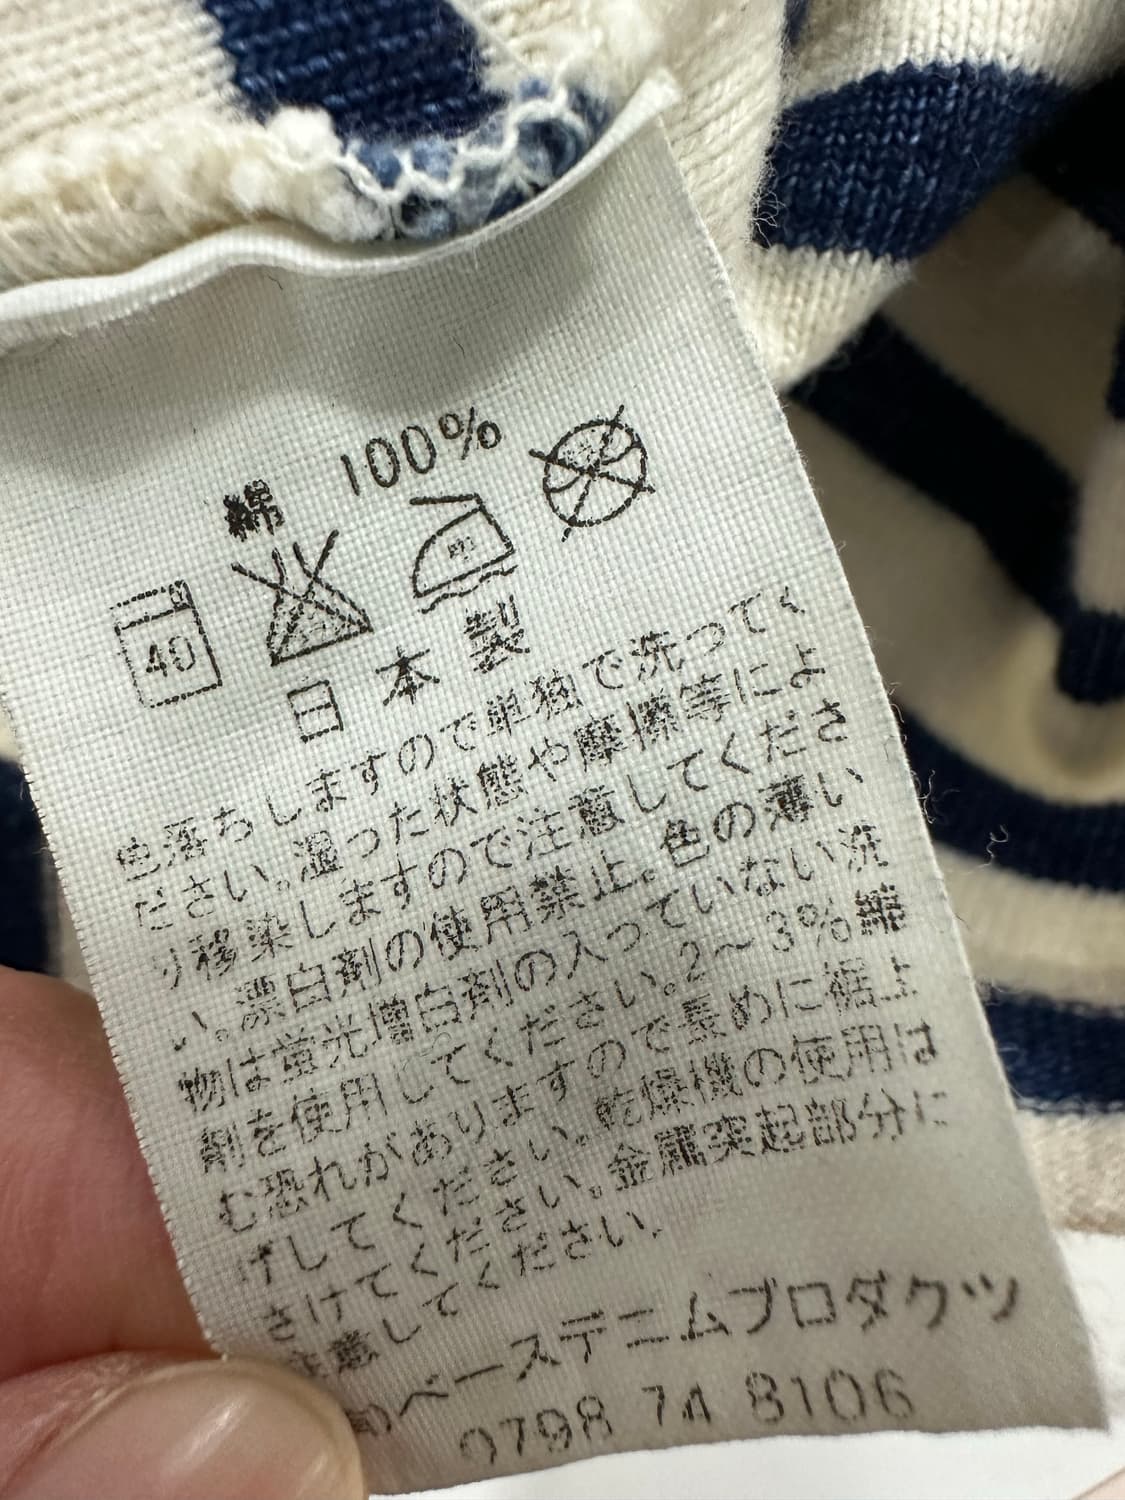 綿 100%
40
中
日本製
色落ちしますので単独で洗ってく
ださい。湿った状態や摩擦等によ
り移染しますので注意してくださ
い。漂白剤の使用禁止。色の薄い
物は蛍光増白剤の入っていない洗
剤を使用してください。2〜3%縮
む恐れがありますので長めに裾上
げしてください。乾燥機の使用は
さけてください。金属突起部分に
注意してください。
ベースデニムプロダクツ
0798 74 8106